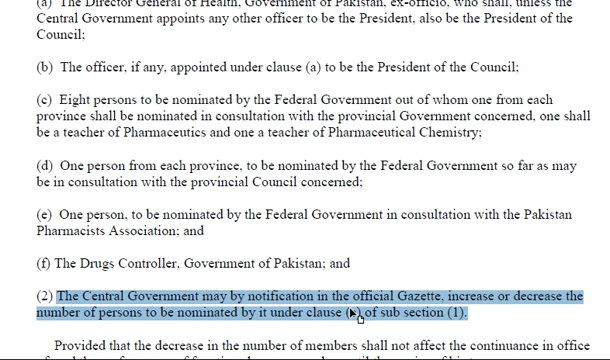 (a) The Director General of Health, Government of Pakistan, ex-officio, who shall, unless the
Central Government appoints any other officer to be the President, also be the President of the
Council;
(b) The officer, if any, appointed under clause (a) to be the President of the Council;
(c) Eight persons to be nominated by the Federal Government out of whom one from each
province shall be nominated in consultation with the provincial Government concerned, one shall
be a teacher of Pharmaceutics and one a teacher of Pharmaceutical Chemistry;
(d) One person from each province, to be nominated by the Federal Government so far as may
be in consultation with the provincial Council concerned;
(e) One person, to be nominated by the Federal Government in consultation with the Pakistan
Pharmacists Association; and
(f) The Drugs Controller, Government of Pakistan; and
(2) The Central Government may by notification in the official Gazette, increase or decrease the
number of persons to be nominated by it under clause of sub section (1).
Provided that the decrease in the number of members shall not affect the continuance in office